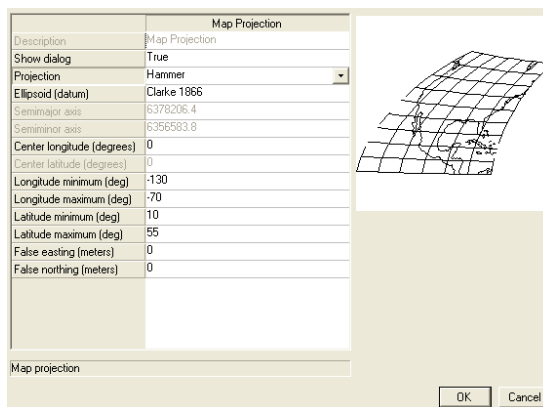 Map Projection
Description Map Projection
Show dialog True
Projection Hammer
Ellipsoid (datum) Clarke 1866
Semimajor axis 6378206.4
Semiminor axis 6356583.8
Center longitude (degrees) 0
Center latitude (degrees) 0
Longitude minimum (deg) -130
Longitude maximum (deg) -70
Latitude minimum (deg) 10
Latitude maximum (deg) 55
False easting (meters) 0
False northing (meters) 0
Map projection
OK Cancel